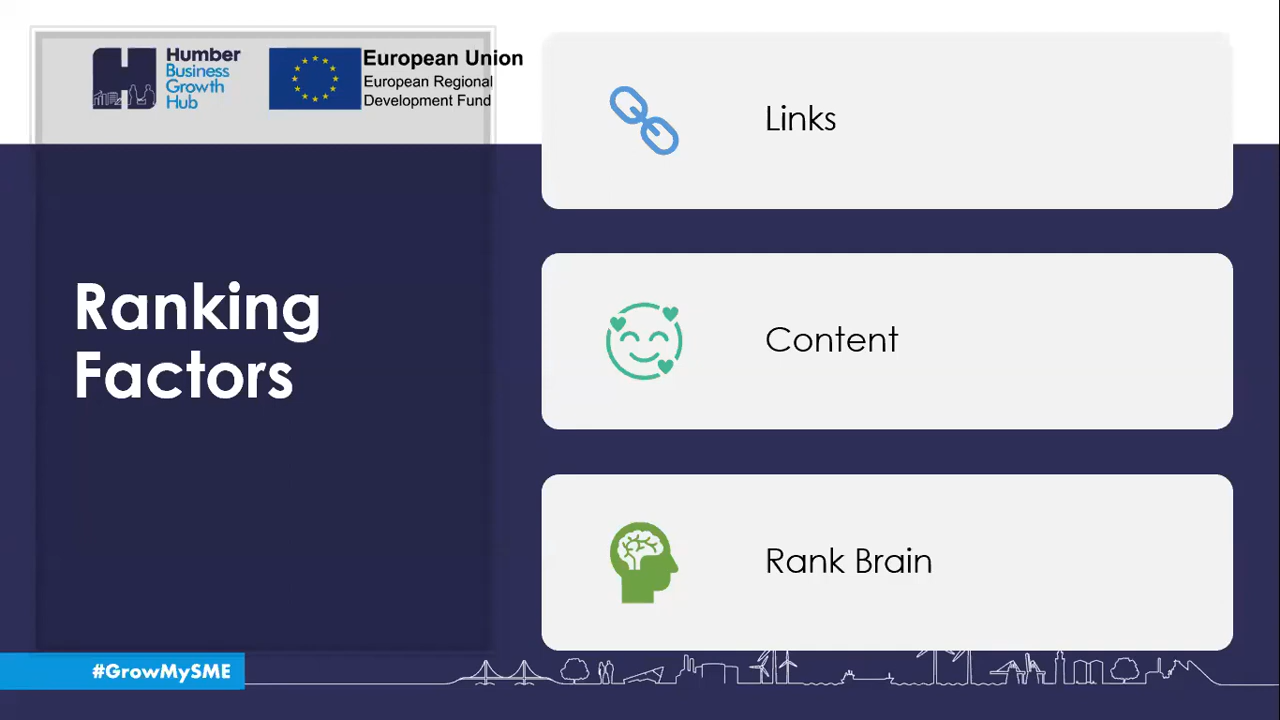 Humber
Business
Growth
Hub
European Union
European Regional
Development Fund
Ranking
Factors
Links
Content
Rank Brain
#GrowMySME